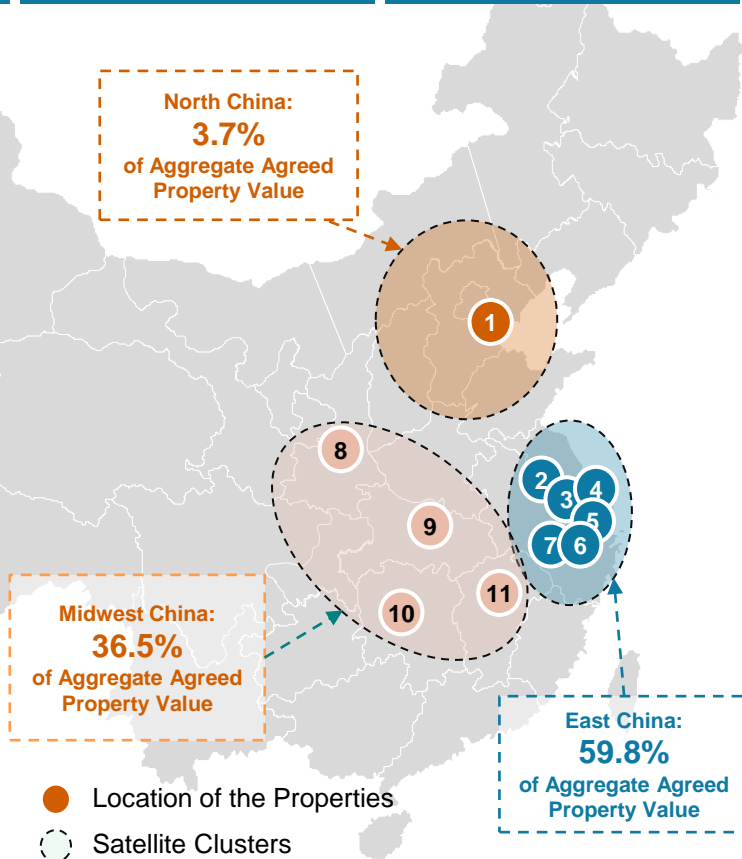 North China:
3.7%
of Aggregate Agreed
Property Value
1
8
2
3
4
9
5
7
6
11
10
Midwest China:
36.5%
of Aggregate Agreed
Property Value
East China:
59.8%
of Aggregate Agreed
Property Value
Location of the Properties
Satellite Clusters